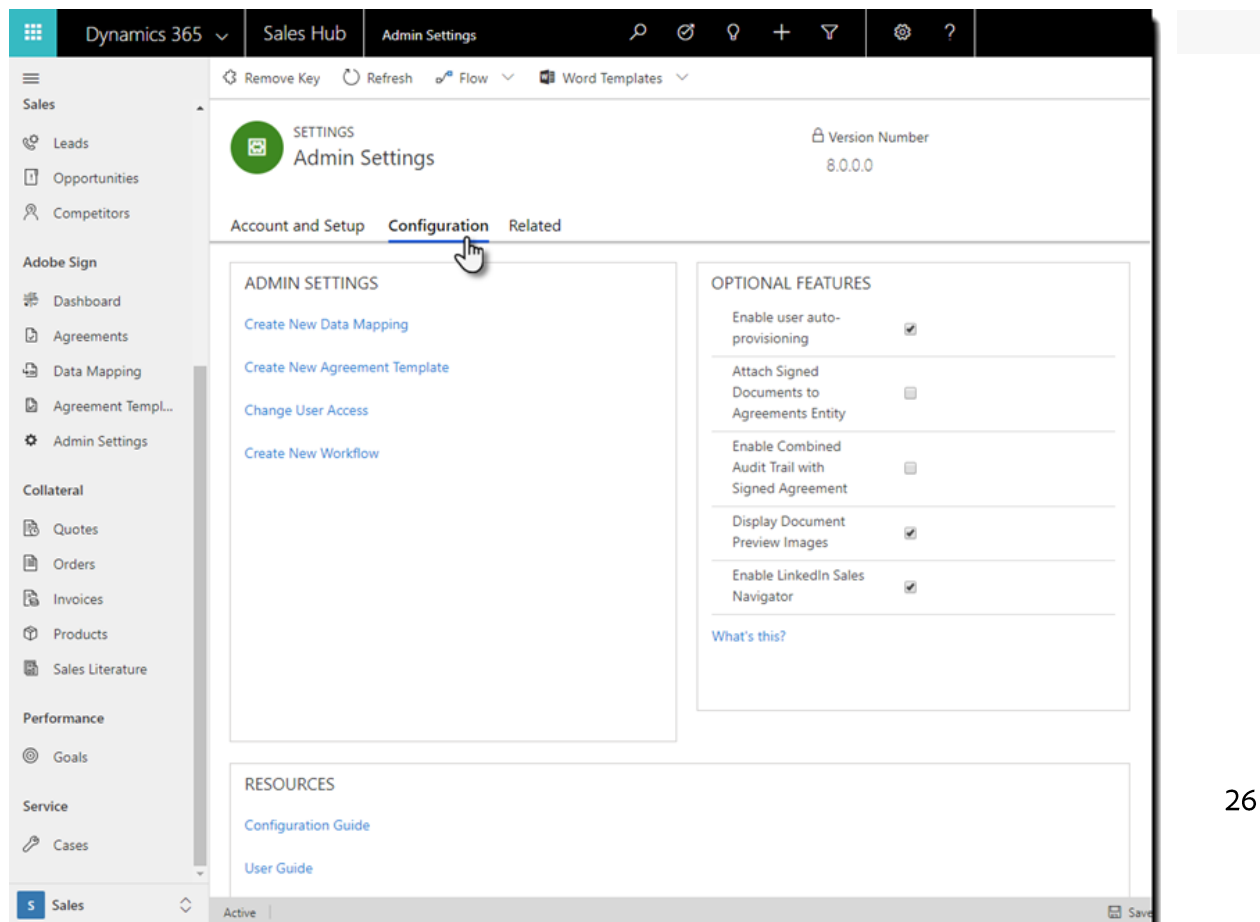 Dynamics 365
Sales Hub
Admin Settings
?
Remove Key
Refresh
Flow
Word Templates
Sales
Leads
Opportunities
Competitors
Adobe Sign
Dashboard
Agreements
Data Mapping
Agreement Templ...
Admin Settings
Collateral
Quotes
Orders
Invoices
Products
Sales Literature
Performance
Goals
Service
Cases
S Sales
SETTINGS
Admin Settings
Version Number
8.0.0.0
Account and Setup
Configuration
Related
ADMIN SETTINGS
Create New Data Mapping
Create New Agreement Template
Change User Access
Create New Workflow
OPTIONAL FEATURES
Enable user auto-
provisioning
Attach Signed
Documents to
Agreements Entity
Enable Combined
Audit Trail with
Signed Agreement
Display Document
Preview Images
Enable LinkedIn Sales
Navigator
What's this?
RESOURCES
Configuration Guide
User Guide
Active
Save
26